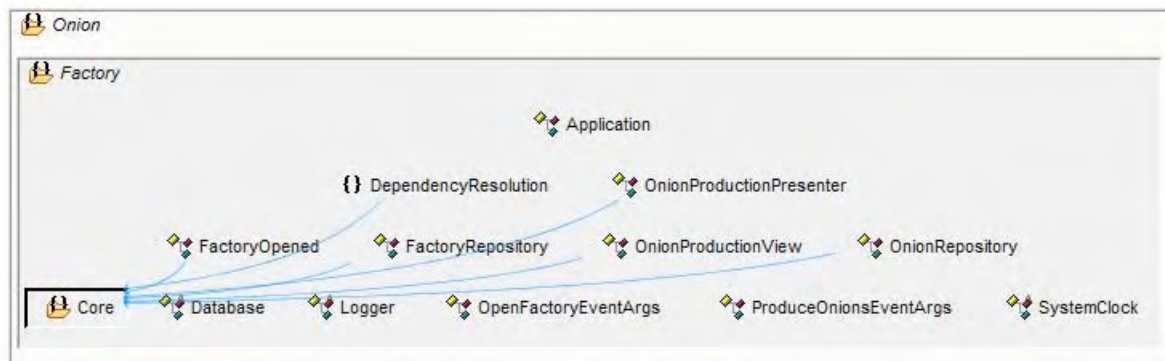 Onion
Factory
Application
{} DependencyResolution OnionProductionPresenter
FactoryOpened FactoryRepository OnionProductionView OnionRepository
Core Database Logger OpenFactoryEventArgs ProduceOnionsEventArgs SystemClock